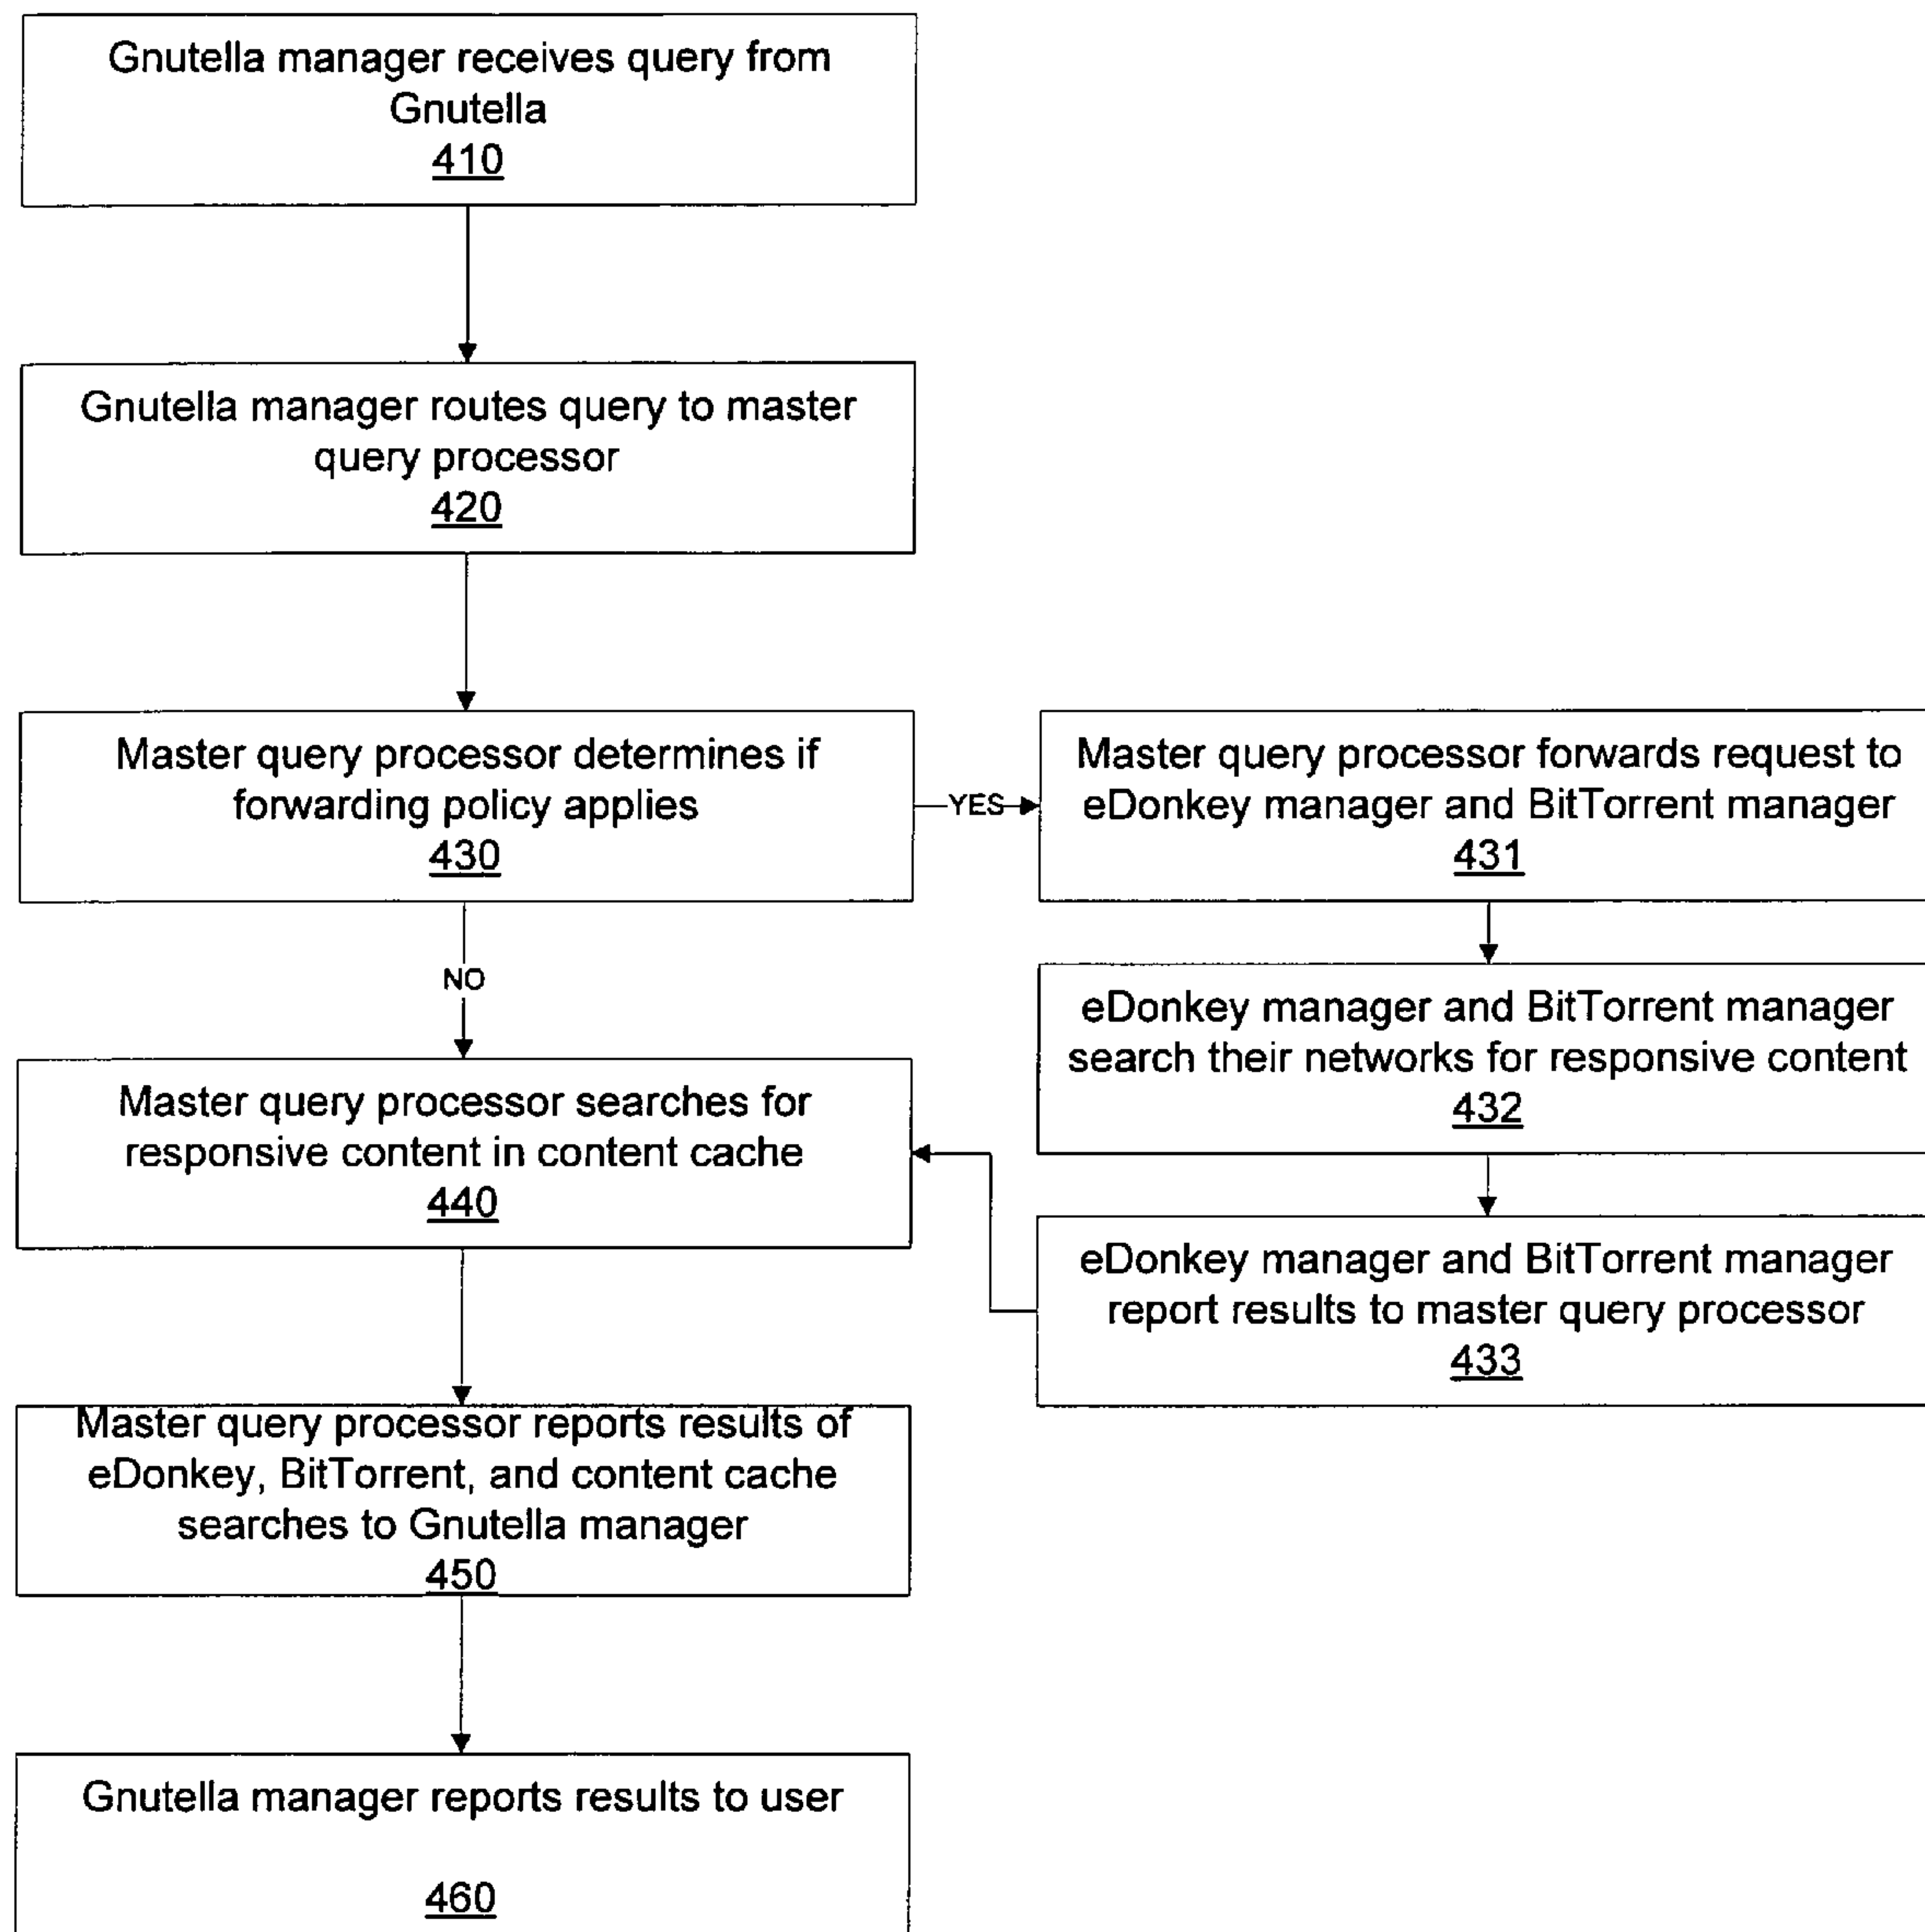 Gnutella manager receives query from
Gnutella
410
Gnutella manager routes query to master
query processor
420
Master query processor determines if
forwarding policy applies
430
YES
Master query processor forwards request to
eDonkey manager and BitTorrent manager
431
NO
eDonkey manager and BitTorrent manager
search their networks for responsive content
432
Master query processor searches for
responsive content in content cache
440
eDonkey manager and BitTorrent manager
report results to master query processor
433
Master query processor reports results of
eDonkey, BitTorrent, and content cache
searches to Gnutella manager
450
Gnutella manager reports results to user
460